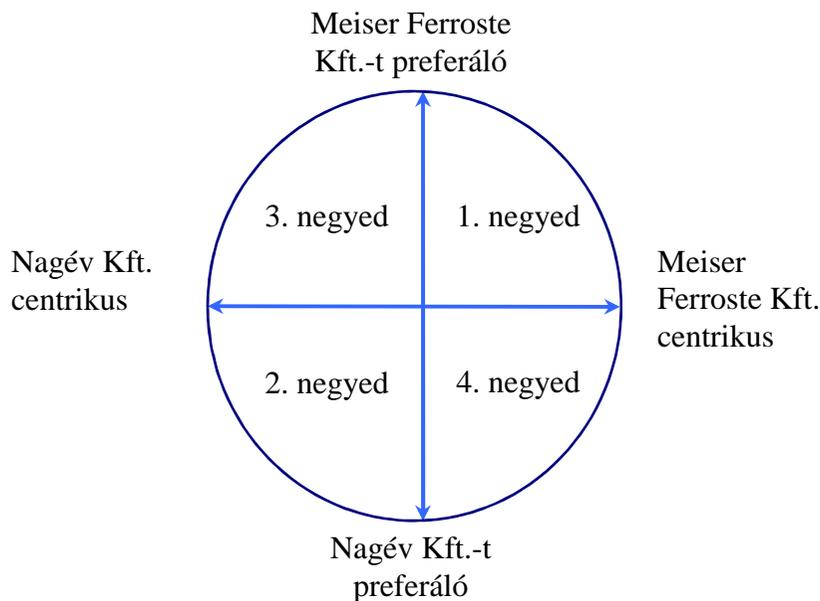 Meiser Ferroste
Kft.-t preferáló
3. negyed
1. negyed
Nagév Kft.
centrikus
Meiser
Ferroste Kft.
centrikus
2. negyed
4. negyed
Nagév Kft.-t
preferáló